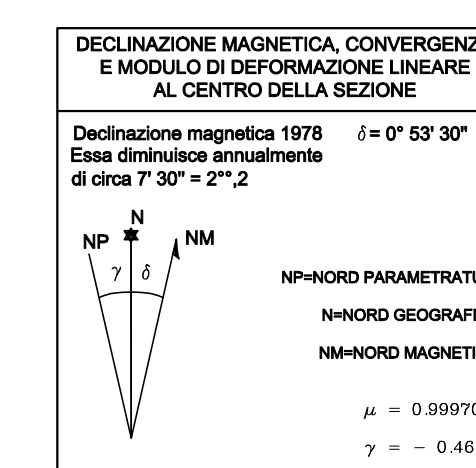 DECLINAZIONE MAGNETICA, CONVERGENZ
E MODULO DI DEFORMAZIONE LINEARE
AL CENTRO DELLA SEZIONE
Declinazione magnetica 1978 δ = 0° 53' 30"
Essa diminuisce annualmente
di circa 7' 30" = 2°°,2
N
NP NM
γ δ
NP=NORD PARAMETRATU
N=NORD GEOGRAFI
NM=NORD MAGNETI
μ = 0.99970
γ = - 0.46